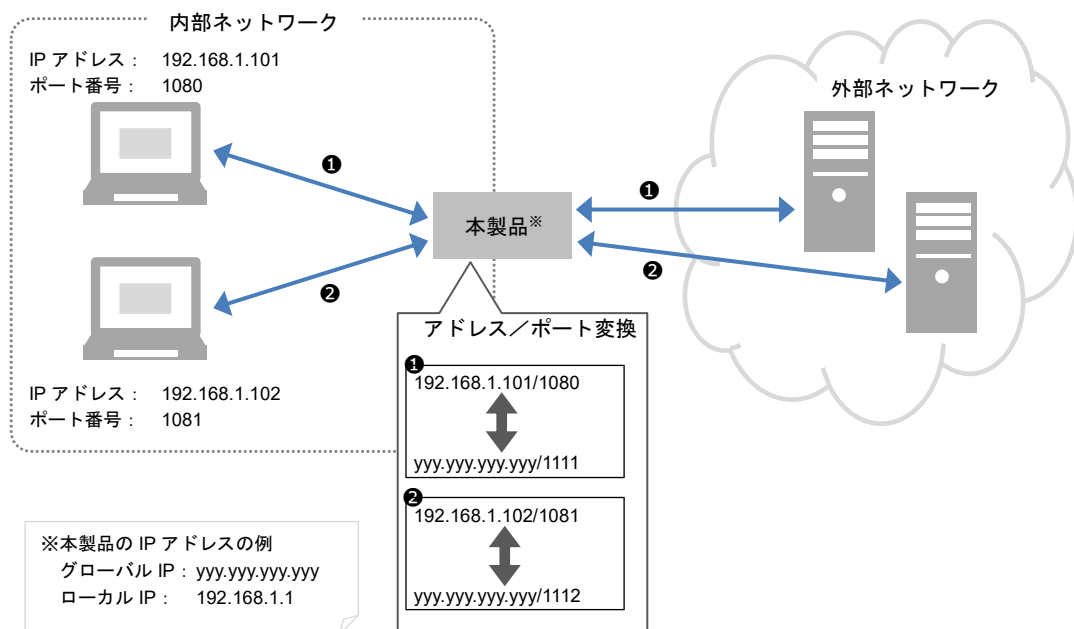 内部ネットワーク
IP アドレス： 192.168.1.101
ポート番号： 1080
外部ネットワーク
❶
❶
本製品※
❷
❷
アドレス／ポート変換
❶
192.168.1.101/1080
yyy.yyy.yyy.yyy/1111
❷
192.168.1.102/1081
yyy.yyy.yyy.yyy/1112
IP アドレス： 192.168.1.102
ポート番号： 1081
※本製品の IP アドレスの例
グローバル IP：yyy.yyy.yyy.yyy
ローカル IP： 192.168.1.1